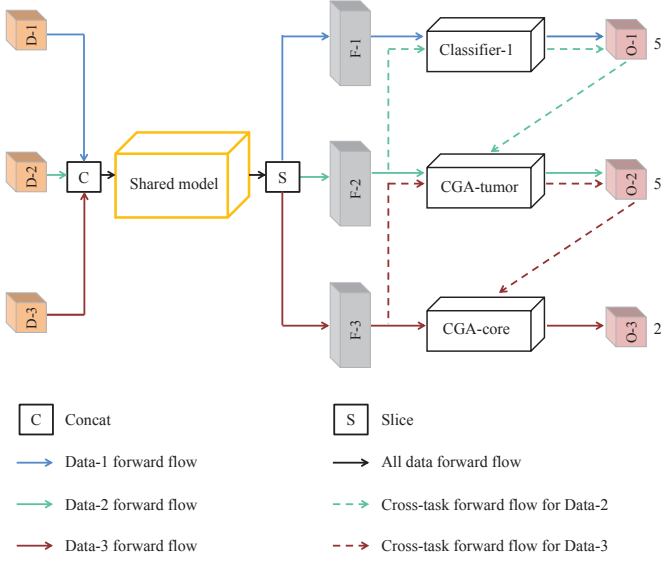 D-1
D-2
D-3
C
Shared model
S
F-1
F-2
F-3
Classifier-1
CGA-tumor
CGA-core
O-1
5
O-2
5
O-3
2
C Concat
S Slice
Data-1 forward flow
All data forward flow
Data-2 forward flow
Cross-task forward flow for Data-2
Data-3 forward flow
Cross-task forward flow for Data-3